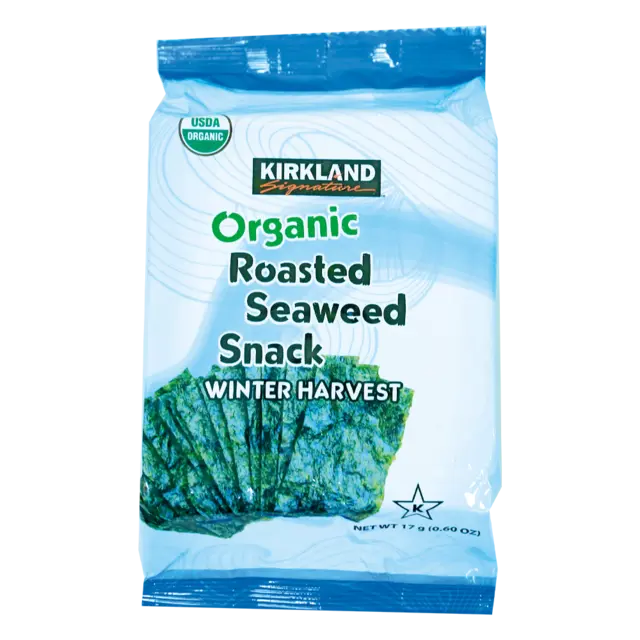 USDA
ORGANIC
KIRKLAND
Signature
Organic
Roasted
Seaweed
Snack
WINTER HARVEST
K
NET WT 17 g (0.60 OZ)